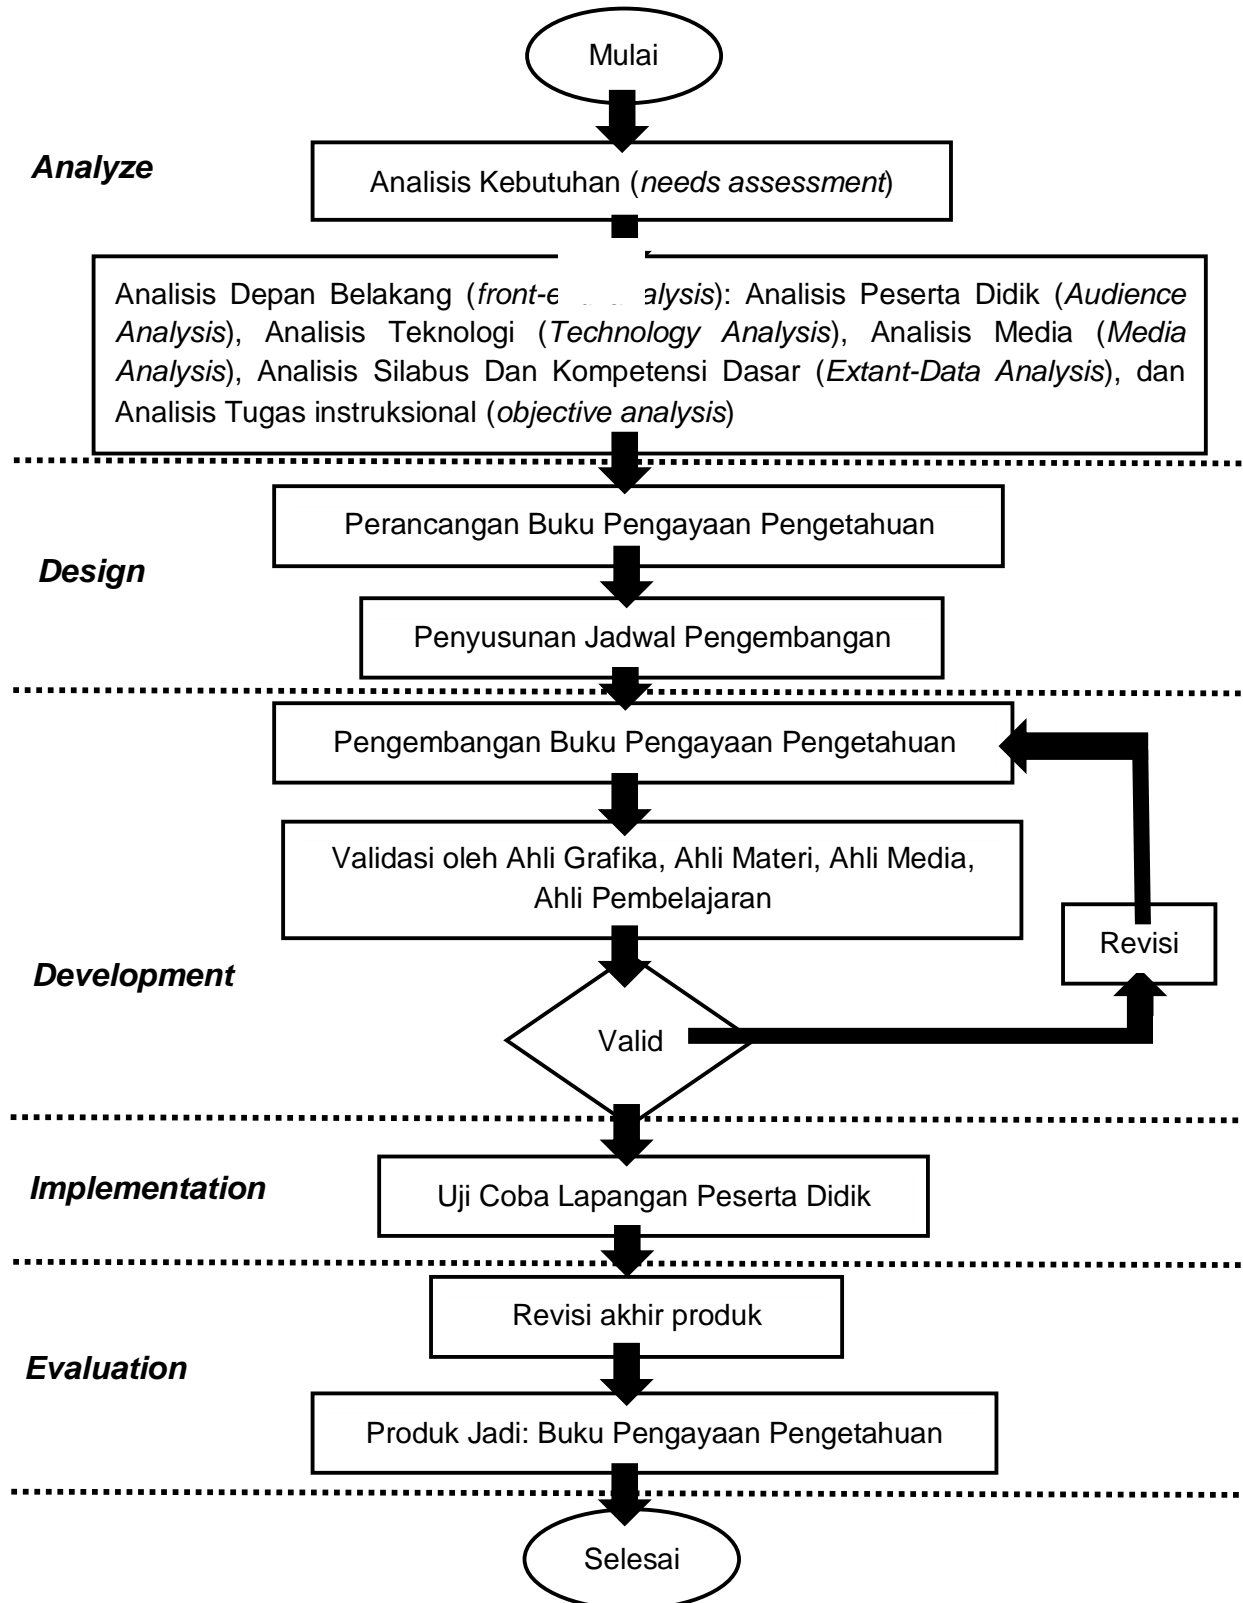 Mulai
Analyze
Analisis Kebutuhan (needs assessment)
Analisis Depan Belakang (front-e alysis): Analisis Peserta Didik (Audience
Analysis), Analisis Teknologi (Technology Analysis), Analisis Media (Media
Analysis), Analisis Silabus Dan Kompetensi Dasar (Extant-Data Analysis), dan
Analisis Tugas instruksional (objective analysis)
Perancangan Buku Pengayaan Pengetahuan
Design
Penyusunan Jadwal Pengembangan
Pengembangan Buku Pengayaan Pengetahuan
Validasi oleh Ahli Grafika, Ahli Materi, Ahli Media,
Ahli Pembelajaran
Revisi
Development
Valid
Implementation
Uji Coba Lapangan Peserta Didik
Revisi akhir produk
Evaluation
Produk Jadi: Buku Pengayaan Pengetahuan
Selesai